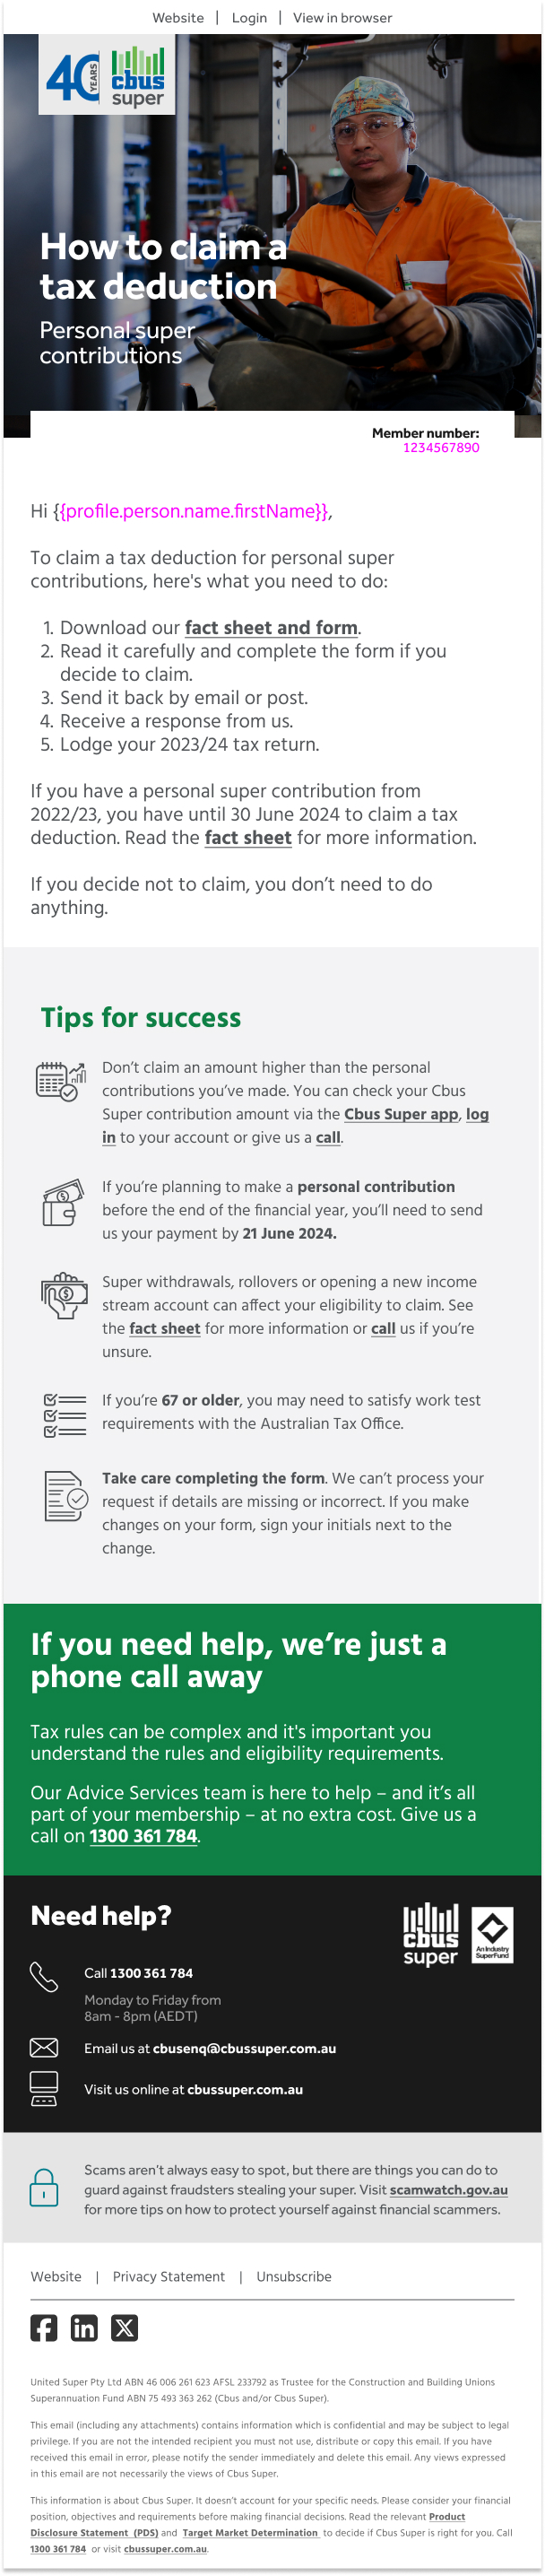 Website | Login | View in browser
40 YEARS
cbus
super
How to claim a
tax deduction
Personal super
contributions
Member number:
1234567890
Hi {{profile.person.name.firstName}},
To claim a tax deduction for personal super
contributions, here's what you need to do:
1. Download our fact sheet and form.
2. Read it carefully and complete the form if you
decide to claim.
3. Send it back by email or post.
4. Receive a response from us.
5. Lodge your 2023/24 tax return.
If you have a personal super contribution from
2022/23, you have until 30 June 2024 to claim a tax
deduction. Read the fact sheet for more information.
If you decide not to claim, you don’t need to do
anything.
Tips for success
Don’t claim an amount higher than the personal
contributions you’ve made. You can check your Cbus
Super contribution amount via the Cbus Super app, log
in to your account or give us a call.
If you’re planning to make a personal contribution
before the end of the financial year, you’ll need to send
us your payment by 21 June 2024.
Super withdrawals, rollovers or opening a new income
stream account can affect your eligibility to claim. See
the fact sheet for more information or call us if you’re
unsure.
If you’re 67 or older, you may need to satisfy work test
requirements with the Australian Tax Office.
Take care completing the form. We can’t process your
request if details are missing or incorrect. If you make
changes on your form, sign your initials next to the
change.
If you need help, we’re just a
phone call away
Tax rules can be complex and it's important you
understand the rules and eligibility requirements.
Our Advice Services team is here to help – and it’s all
part of your membership – at no extra cost. Give us a
call on 1300 361 784.
Need help?
cbus
super
An Industry
SuperFund
Call 1300 361 784
Monday to Friday from
8am - 8pm (AEDT)
Email us at cbusenq@cbussuper.com.au
Visit us online at cbussuper.com.au
Scams aren’t always easy to spot, but there are things you can do to
guard against fraudsters stealing your super. Visit scamwatch.gov.au
for more tips on how to protect yourself against financial scammers.
Website | Privacy Statement | Unsubscribe
United Super Pty Ltd ABN 46 006 261 623 AFSL 233792 as Trustee for the Construction and Building Unions
Superannuation Fund ABN 75 493 363 262 (Cbus and/or Cbus Super).
This email (including any attachments) contains information which is confidential and may be subject to legal
privilege. If you are not the intended recipient you must not use, distribute or copy this email. If you have
received this email in error, please notify the sender immediately and delete this email. Any views expressed
in this email are not necessarily the views of Cbus Super.
This information is about Cbus Super. It doesn’t account for your specific needs. Please consider your financial
position, objectives and requirements before making financial decisions. Read the relevant Product
Disclosure Statement (PDS) and Target Market Determination to decide if Cbus Super is right for you. Call
1300 361 784 or visit cbussuper.com.au.